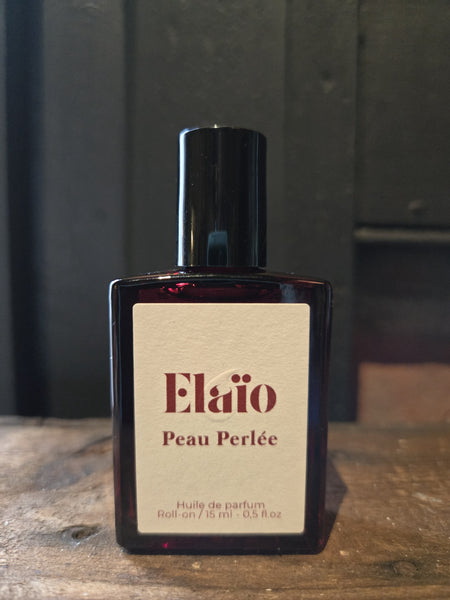 Elaïo
Peau Perlée
Huile de parfum
Roll-on / 15 ml - 0,5 fl.oz